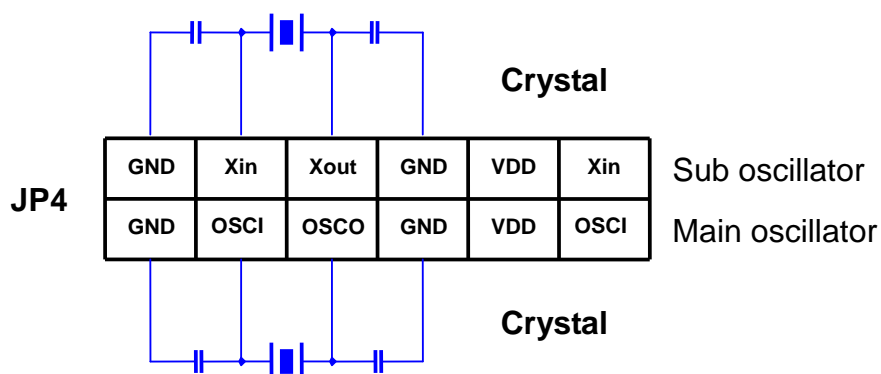 Crystal
GND Xin Xout GND VDD Xin Sub oscillator
JP4
GND OSCI OSCO GND VDD OSCI Main oscillator
Crystal